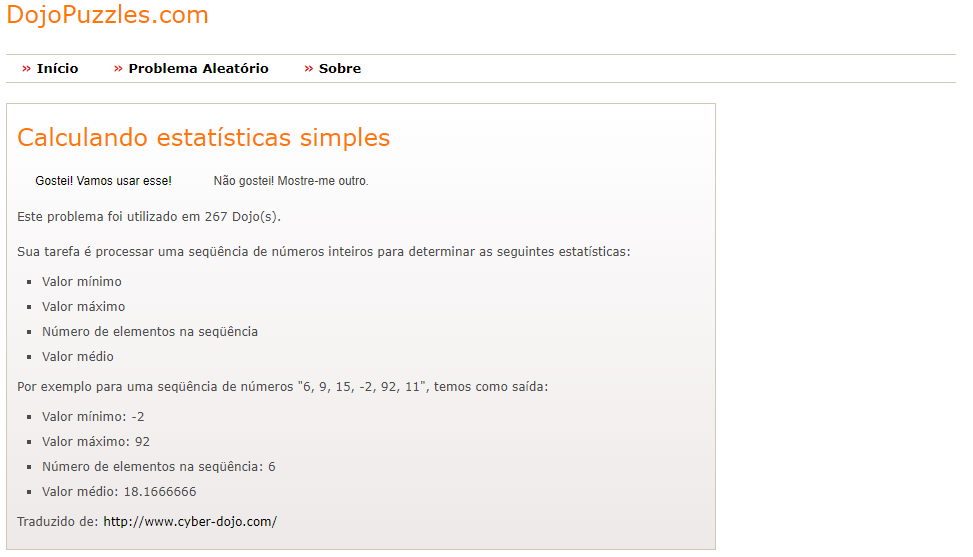 DojoPuzzles.com
» Início » Problema Aleatório » Sobre
Calculando estatísticas simples
Gostei! Vamos usar esse! Não gostei! Mostre-me outro.
Este problema foi utilizado em 267 Dojo(s).
Sua tarefa é processar uma seqüência de números inteiros para determinar as seguintes estatísticas:
Valor mínimo
Valor máximo
Número de elementos na seqüência
Valor médio
Por exemplo para uma seqüência de números "6, 9, 15, -2, 92, 11", temos como saída:
Valor mínimo: -2
Valor máximo: 92
Número de elementos na seqüência: 6
Valor médio: 18.1666666
Traduzido de: http://www.cyber-dojo.com/